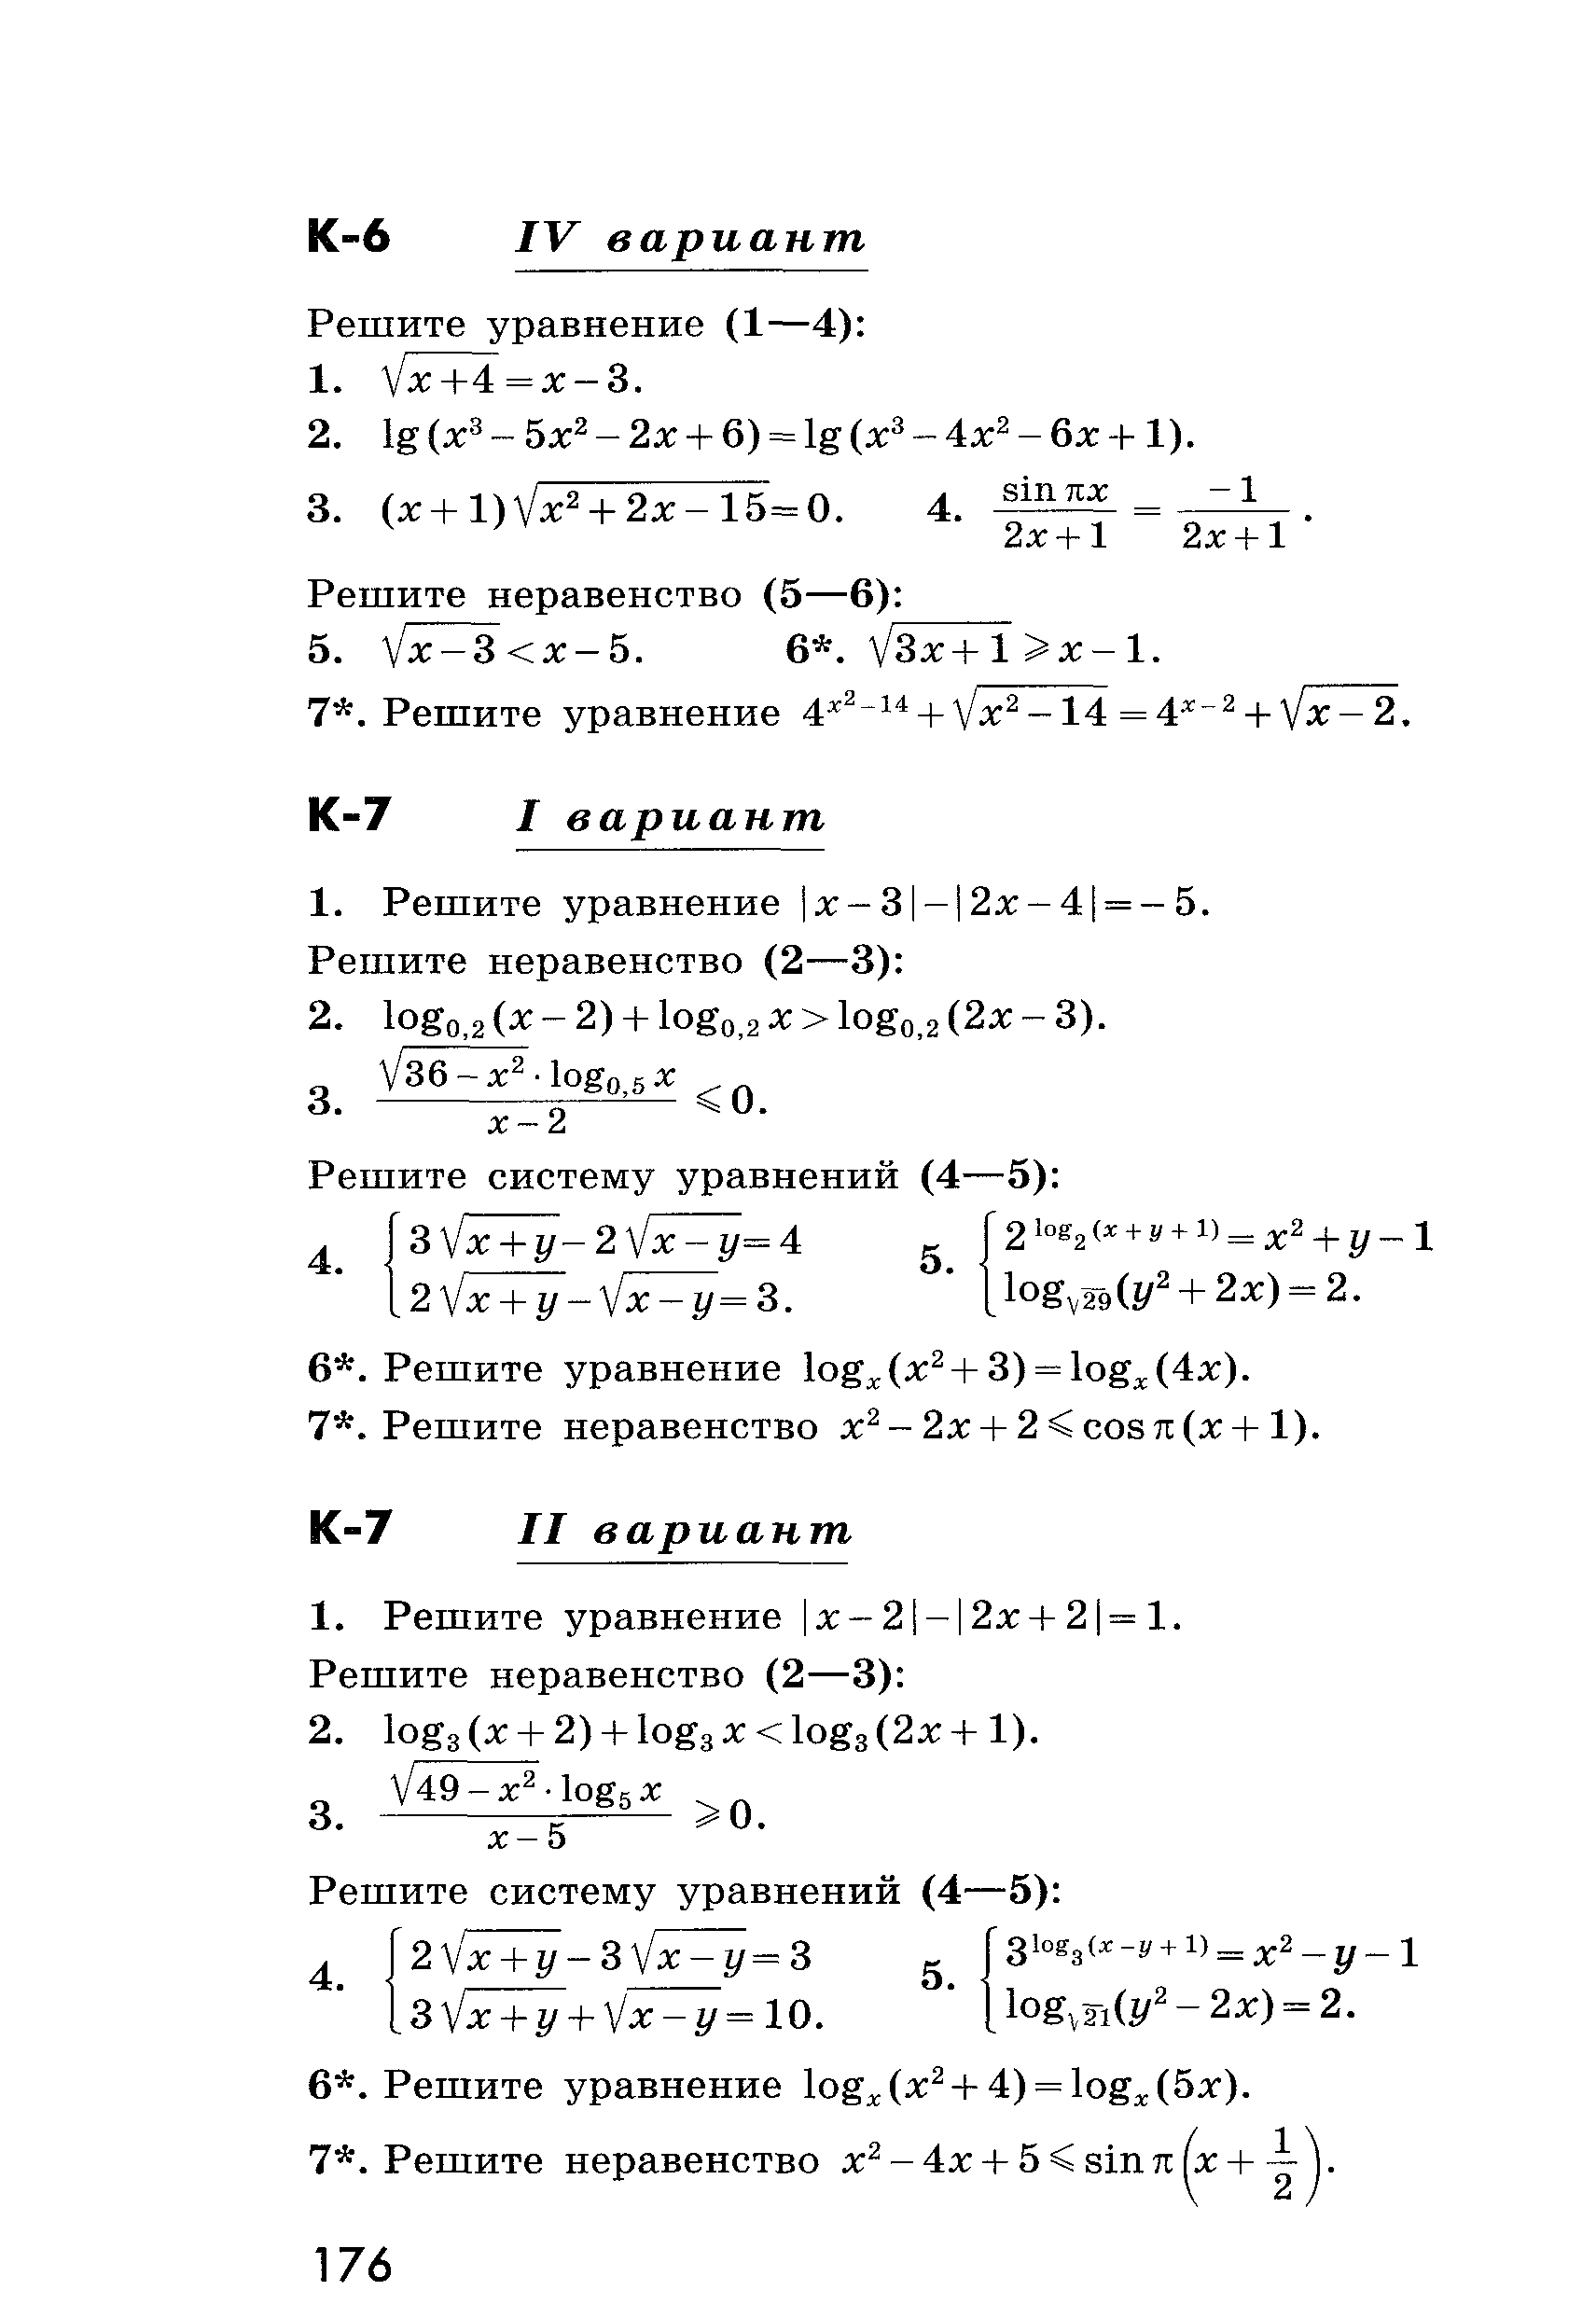 К-6 IV вариант
Решите уравнение (1—4):
1. √(x+4) = x − 3.
2. lg (x³ − 5x² − 2x + 6) = lg (x³ − 4x² − 6x + 1).
3. (x + 1) √(x² + 2x − 15) = 0. 4. (sin πx)/(2x + 1) = (−1)/(2x + 1).
Решите неравенство (5—6):
5. √(x − 3) < x − 5. 6*. √(3x + 1) ⩾ x − 1.
7*. Решите уравнение 4^(x²−14) + √(x² − 14) = 4^(x−2) + √(x − 2).
К-7 I вариант
1. Решите уравнение |x − 3| − |2x − 4| = − 5.
Решите неравенство (2—3):
2. log₀,₂ (x − 2) + log₀,₂ x > log₀,₂ (2x − 3).
3. (√(36 − x²) · log₀,₅ x)/(x − 2) ⩽ 0.
Решите систему уравнений (4—5):
4. { 3√(x + y) − 2√(x − y) = 4 5. { 2^(log₂ (x + y + 1)) = x² + y − 1
2√(x + y) − √(x − y) = 3. log_√29 (y² + 2x) = 2.
6*. Решите уравнение logₓ (x² + 3) = logₓ (4x).
7*. Решите неравенство x² − 2x + 2 ⩽ cos π (x + 1).
К-7 II вариант
1. Решите уравнение |x − 2| − |2x + 2| = 1.
Решите неравенство (2—3):
2. log₃ (x + 2) + log₃ x < log₃ (2x + 1).
3. (√(49 − x²) · log₅ x)/(x − 5) ⩾ 0.
Решите систему уравнений (4—5):
4. { 2√(x + y) − 3√(x − y) = 3 5. { 3^(log₃ (x − y + 1)) = x² − y − 1
3√(x + y) + √(x − y) = 10. log_√21 (y² − 2x) = 2.
6*. Решите уравнение logₓ (x² + 4) = logₓ (5x).
7*. Решите неравенство x² − 4x + 5 ⩽ sin π (x + 1/2).
176